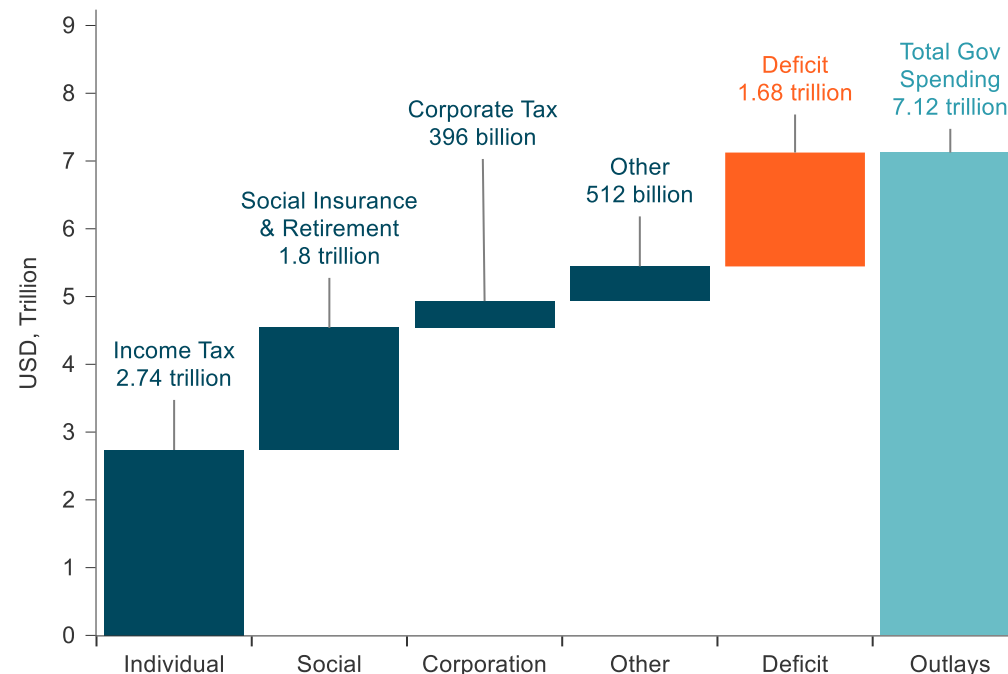 9
8
7
6
5
4
3
2
1
0
USD, Trillion
Income Tax
2.74 trillion
Social Insurance
& Retirement
1.8 trillion
Corporate Tax
396 billion
Other
512 billion
Deficit
1.68 trillion
Total Gov
Spending
7.12 trillion
Individual
Social
Corporation
Other
Deficit
Outlays